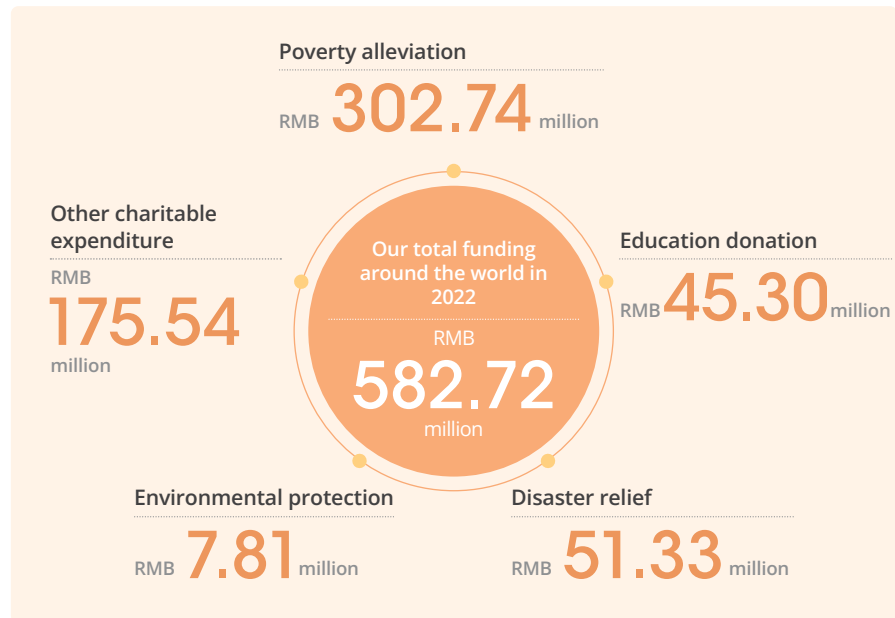 Poverty alleviation
RMB 302.74 million
Other charitable
expenditure
RMB
175.54
million
Our total funding
around the world in
2022
RMB
582.72
million
Education donation
RMB 45.30 million
Environmental protection
RMB 7.81 million
Disaster relief
RMB 51.33 million